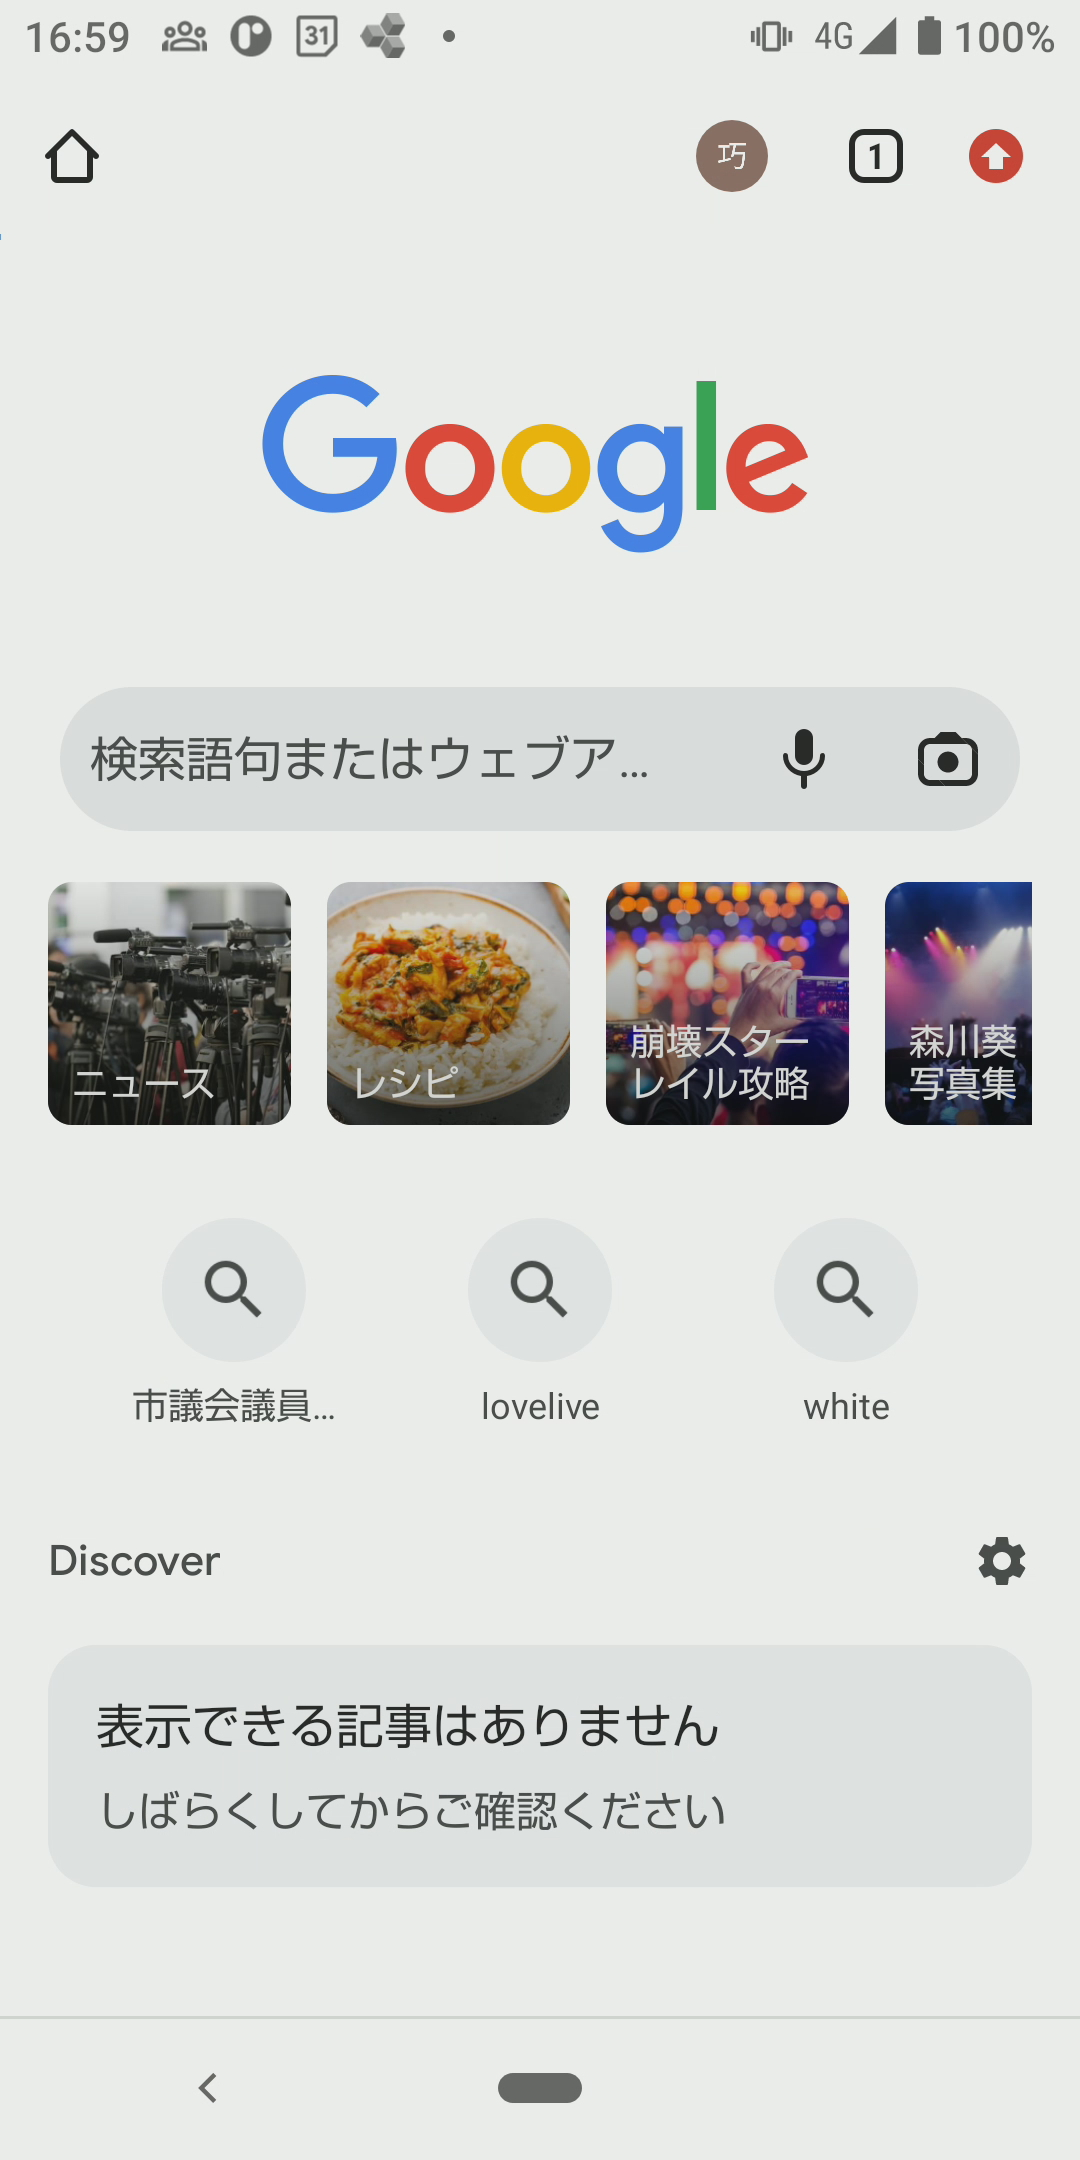 16:59
31
4G
100%
巧
1
Google
検索語句またはウェブア...
ニュース
レシピ
崩壊スター
レイル攻略
森川葵
写真集
市議会議員...
lovelive
white
Discover
表示できる記事はありません
しばらくしてからご確認ください